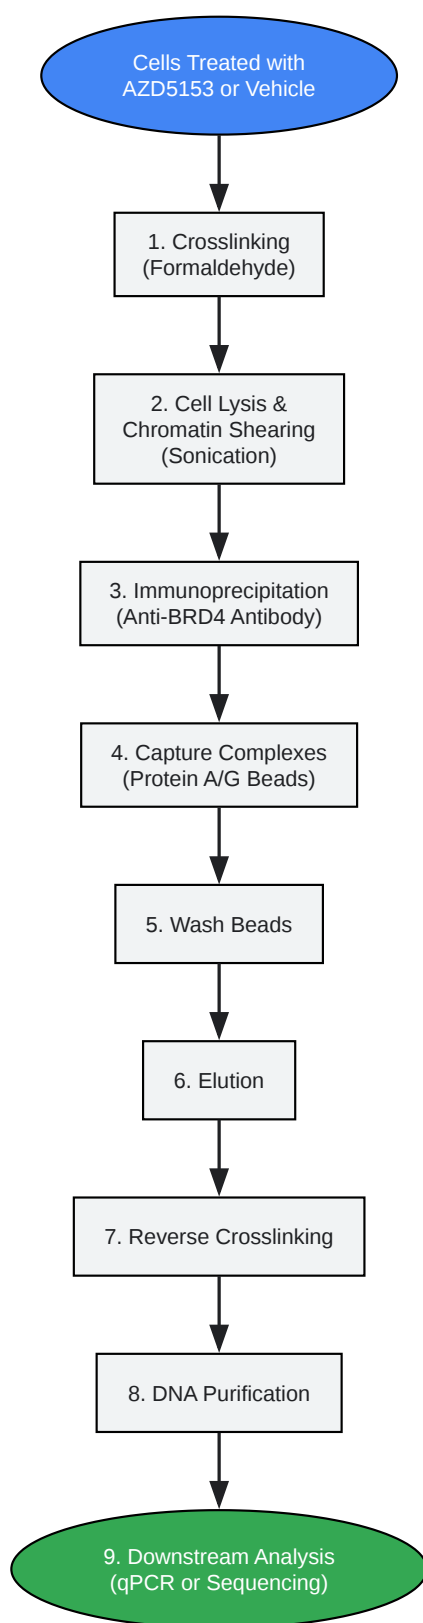 Cells Treated with
AZD5153 or Vehicle
1. Crosslinking
(Formaldehyde)
2. Cell Lysis &
Chromatin Shearing
(Sonication)
3. Immunoprecipitation
(Anti-BRD4 Antibody)
4. Capture Complexes
(Protein A/G Beads)
5. Wash Beads
6. Elution
7. Reverse Crosslinking
8. DNA Purification
9. Downstream Analysis
(qPCR or Sequencing)